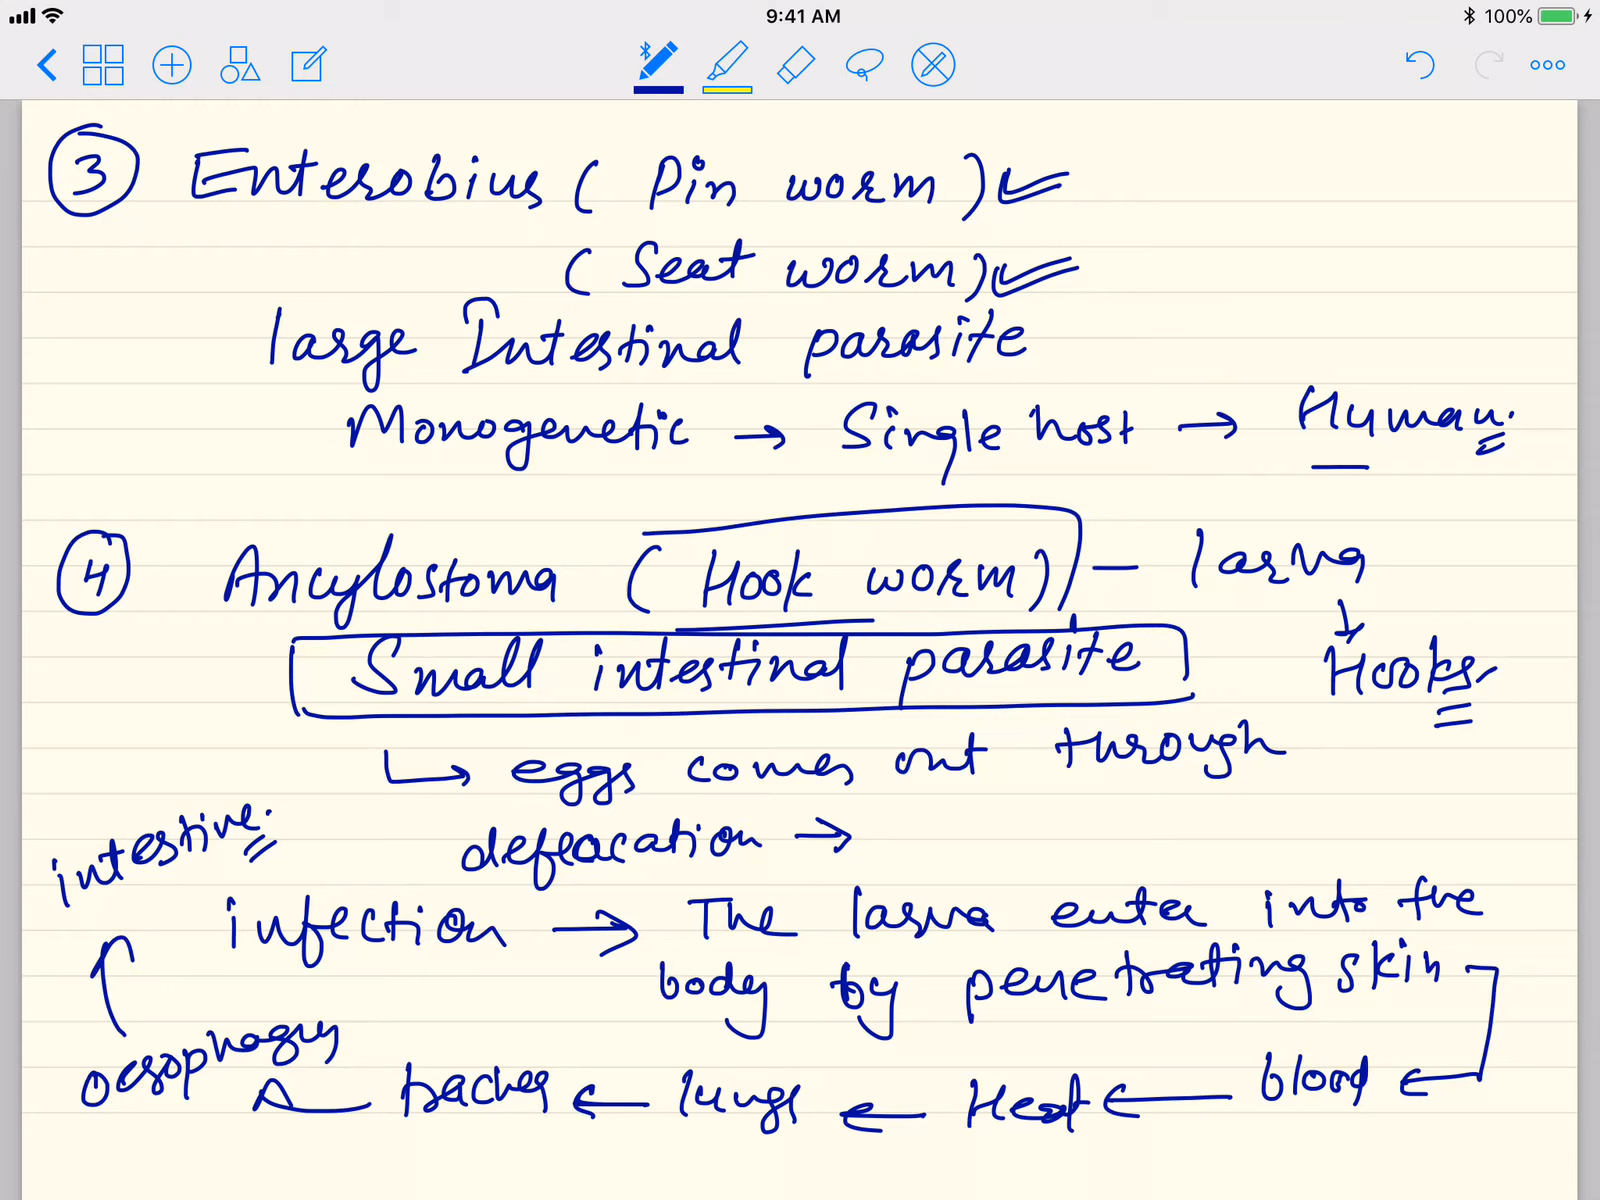 9:41 AM
100%
3 Enterobius ( Pin worm )
( Seat worm )
large Intestinal parasite
Monogenetic → Single host → Human.
4 Ancylostoma ( Hook worm ) — larva
↓
Small intestinal parasite
Hooks
↳ eggs comes out through
defeacation →
infection → The larva enter into the
body by penetrating skin
blood ← 
Heat ←
lungs ←
trachea ←
oesophagus
intestine.